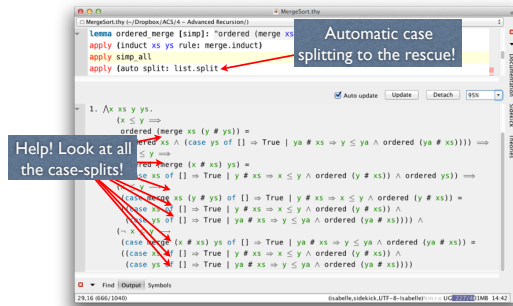 MergeSort.thy
MergeSort.thy (~/Dropbox/ACS/4 – Advanced Recursion/)
lemma ordered_merge [simp]: "ordered (merge xs
apply (induct xs ys rule: merge.induct)
apply simp_all
apply (auto split: list.split
Automatic case
splitting to the rescue!
Auto update Update Detach 95%
Documentation Sidekick Theories
1. ⋀x xs y ys.
(x ≤ y ⟹
ordered (merge xs (y # ys)) =
xs ∧ (case ys of [] ⇒ True | ya # xs ⇒ y ≤ ya ∧ ordered (ya # xs)))) ⟹
≤ y ⟹
(merge (x # xs) ys) =
xs of [] ⇒ True | y # xs ⇒ x ≤ y ∧ ordered (y # xs)) ∧ ordered ys)) ⟹
Help! Look at all
the case-splits!
(case merge xs (y # ys) of [] ⇒ True | y # xs ⇒ x ≤ y ∧ ordered (y # xs)) =
xs of [] ⇒ True | y # xs ⇒ x ≤ y ∧ ordered (y # xs)) ∧
ys of [] ⇒ True | ya # xs ⇒ y ≤ ya ∧ ordered (ya # xs)))) ∧
(¬ x ≤ y ⟶
(case merge (x # xs) ys of [] ⇒ True | ya # xs ⇒ y ≤ ya ∧ ordered (ya # xs)) =
((case xs of [] ⇒ True | y # xs ⇒ x ≤ y ∧ ordered (y # xs)) ∧
(case ys of [] ⇒ True | ya # xs ⇒ y ≤ ya ∧ ordered (ya # xs))))
Find Output Symbols
29,16 (666/1040)
(isabelle,sidekick,UTF-8-Isabelle) 14:42